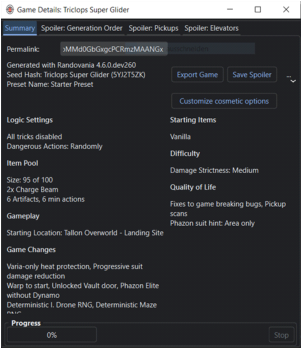 Game Details: Triclops Super Glider
Summary Spoiler: Generation Order Spoiler: Pickups Spoiler: Elevators
Permalink:
Generated with Randovania 4.6.0.dev260
Seed Hash: Triclops Super Glider (5YJ2T5ZK)
Preset Name: Starter Preset
Export Game Save Spoiler ...
Customize cosmetic options
Logic Settings
All tricks disabled
Dangerous Actions: Randomly
Item Pool
Size: 95 of 100
2x Charge Beam
6 Artifacts, 6 min actions
Gameplay
Starting Location: Tallon Overworld - Landing Site
Game Changes
Varia-only heat protection, Progressive suit
damage reduction
Warp to start, Unlocked Vault door, Phazon Elite
without Dynamo
Deterministic I. Drone RNG, Deterministic Maze
RNG
Starting Items
Vanilla
Difficulty
Damage Strictness: Medium
Quality of Life
Fixes to game breaking bugs, Pickup
scans
Phazon suit hint: Area only
Progress
0%
Stop